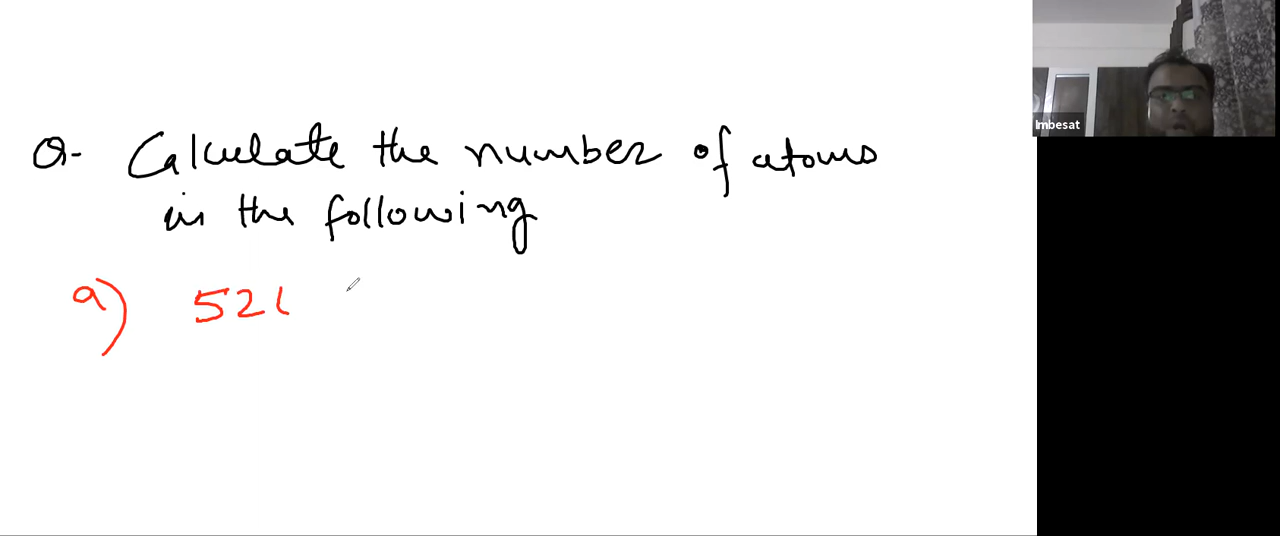 Q- Calculate the number of atoms
in the following
a) 52
Imbesat